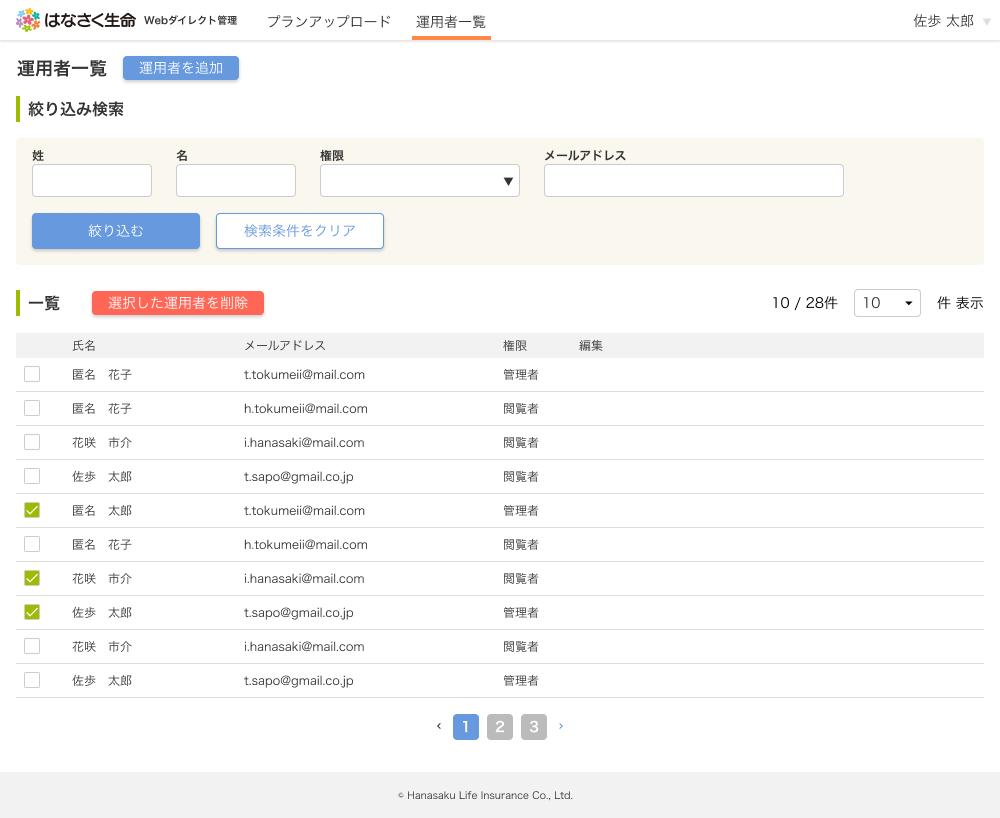 はなさく生命 Webダイレクト管理 プランアップロード 運用者一覧 佐歩 太郎
運用者一覧 運用者を追加
絞り込み検索
姓 名 権限 メールアドレス
絞り込む 検索条件をクリア
一覧 選択した運用者を削除 10 / 28件 10 件 表示
氏名 メールアドレス 権限 編集
匿名　花子 t.tokumeii@mail.com 管理者
匿名　花子 h.tokumeii@mail.com 閲覧者
花咲　市介 i.hanasaki@mail.com 閲覧者
佐歩　太郎 t.sapo@gmail.co.jp 閲覧者
匿名　太郎 t.tokumeii@mail.com 管理者
匿名　花子 h.tokumeii@mail.com 閲覧者
花咲　市介 i.hanasaki@mail.com 閲覧者
佐歩　太郎 t.sapo@gmail.co.jp 管理者
花咲　市介 i.hanasaki@mail.com 閲覧者
佐歩　太郎 t.sapo@gmail.co.jp 管理者
‹ 1 2 3 ›
© Hanasaku Life Insurance Co., Ltd.